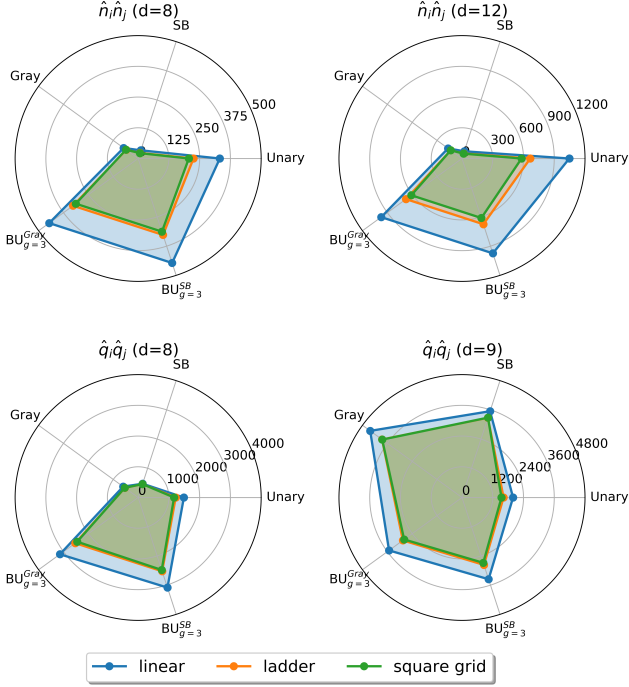 n̂ᵢn̂ⱼ (d=8)
SB
Gray
125
250
375
500
Unary
BU^Gray_g=3
BU^SB_g=3
n̂ᵢn̂ⱼ (d=12)
SB
Gray
300
600
900
1200
Unary
BU^Gray_g=3
BU^SB_g=3
q̂ᵢq̂ⱼ (d=8)
SB
Gray
0
1000
2000
3000
4000
Unary
BU^Gray_g=3
BU^SB_g=3
q̂ᵢq̂ⱼ (d=9)
SB
Gray
0
1200
2400
3600
4800
Unary
BU^Gray_g=3
BU^SB_g=3
linear ladder square grid